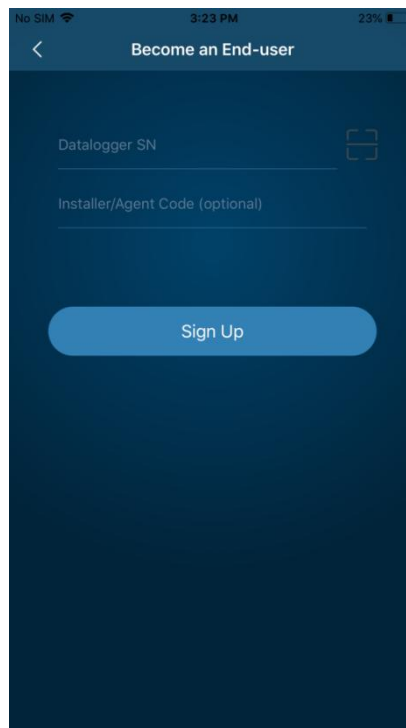 No SIM 3:23 PM 23%
Become an End-user
Datalogger SN
Installer/Agent Code (optional)
Sign Up